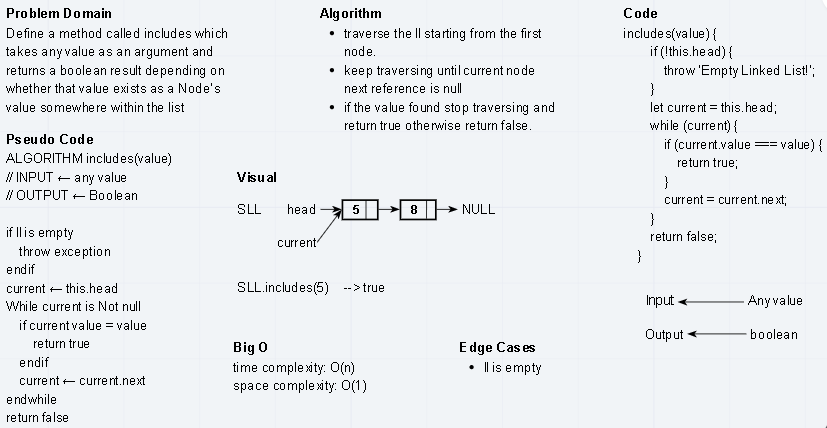 Problem Domain
Define a method called includes which
takes any value as an argument and
returns a boolean result depending on
whether that value exists as a Node's
value somewhere within the list
Pseudo Code
ALGORITHM includes(value)
// INPUT ← any value
// OUTPUT ← Boolean
if ll is empty
throw exception
endif
current ← this.head
While current is Not null
if current value = value
return true
endif
current ← current.next
endwhile
return false
Algorithm
• traverse the ll starting from the first
node.
• keep traversing until current node
next reference is null
• if the value found stop traversing and
return true otherwise return false.
Visual
SLL head 5 8 NULL
current
SLL.includes(5) --> true
Big O
time complexity: O(n)
space complexity: O(1)
Edge Cases
• ll is empty
Code
includes(value) {
if (!this.head) {
throw 'Empty Linked List!';
}
let current = this.head;
while (current) {
if (current.value === value) {
return true;
}
current = current.next;
}
return false;
}
Input Any value
Output boolean